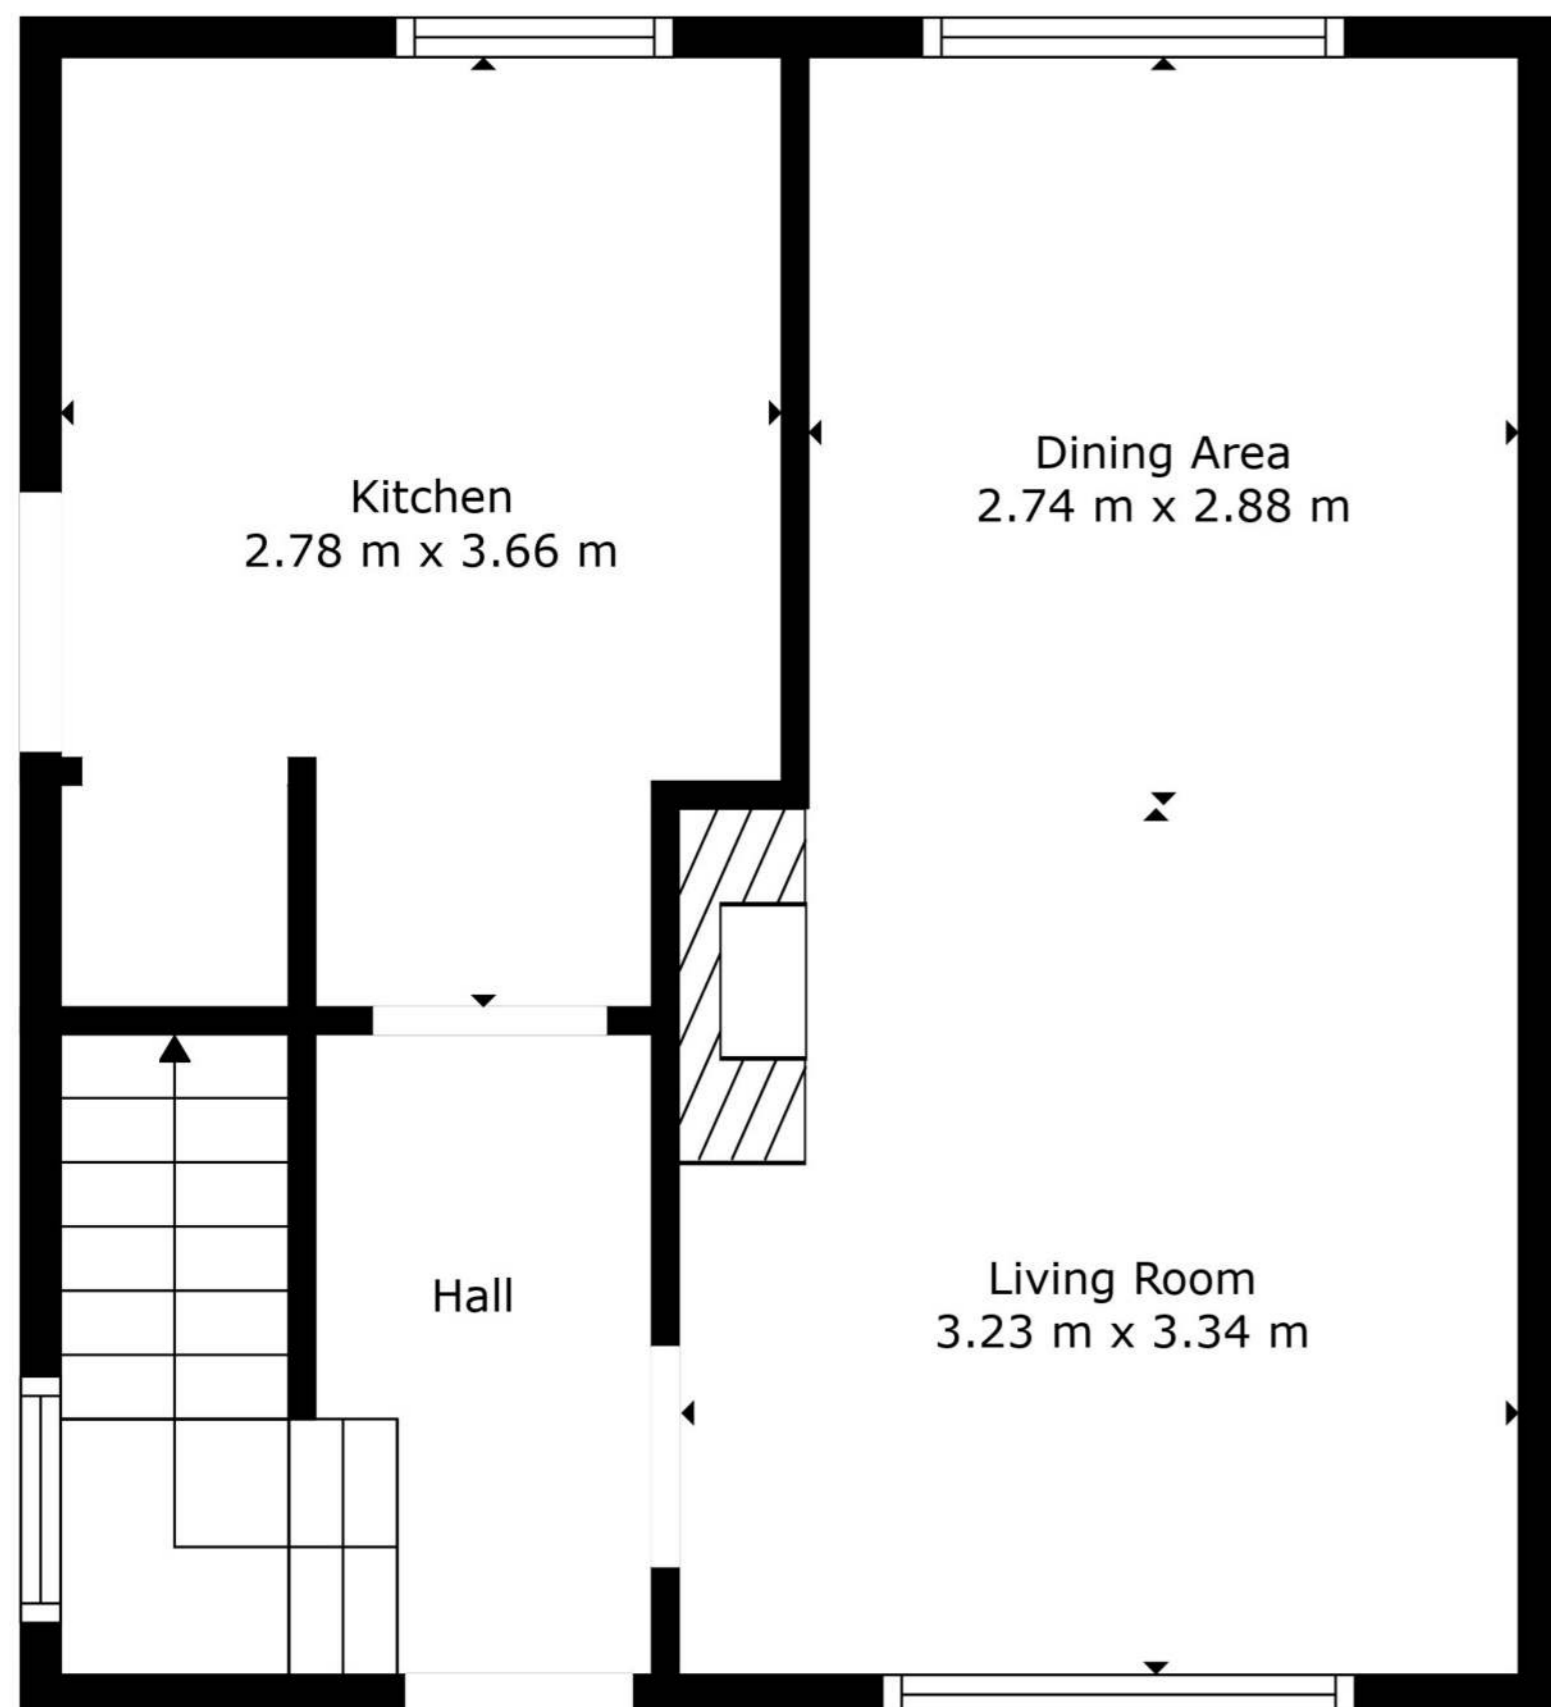 Kitchen
2.78 m x 3.66 m
Dining Area
2.74 m x 2.88 m
Hall
Living Room
3.23 m x 3.34 m